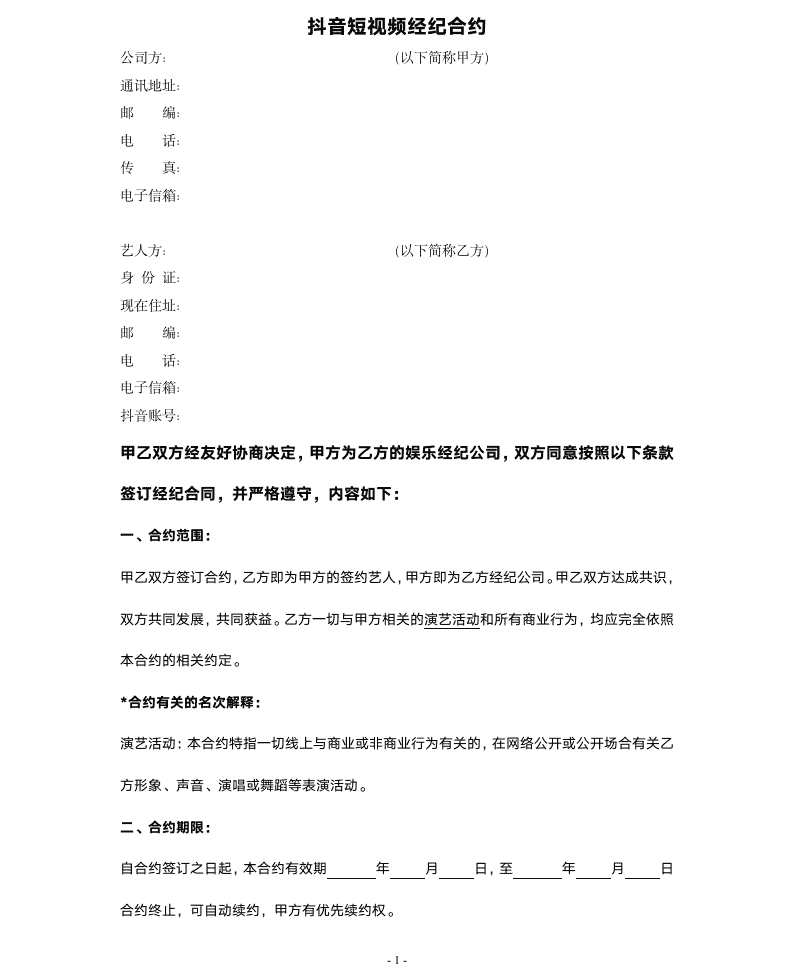 抖音短视频经纪合约
公司方: (以下简称甲方)
通讯地址:
邮 编:
电 话:
传 真:
电子信箱:
艺人方: (以下简称乙方)
身 份 证:
现在住址:
邮 编:
电 话:
电子信箱:
抖音账号:
甲乙双方经友好协商决定，甲方为乙方的娱乐经纪公司，双方同意按照以下条款
签订经纪合同，并严格遵守，内容如下：
一、合约范围：
甲乙双方签订合约，乙方即为甲方的签约艺人，甲方即为乙方经纪公司。甲乙双方达成共识，
双方共同发展，共同获益。乙方一切与甲方相关的演艺活动和所有商业行为，均应完全依照
本合约的相关约定。
*合约有关的名次解释：
演艺活动：本合约特指一切线上与商业或非商业行为有关的，在网络公开或公开场合有关乙
方形象、声音、演唱或舞蹈等表演活动。
二、合约期限：
自合约签订之日起，本合约有效期______年____月____日，至______年____月____日
合约终止，可自动续约，甲方有优先续约权。
- 1 -